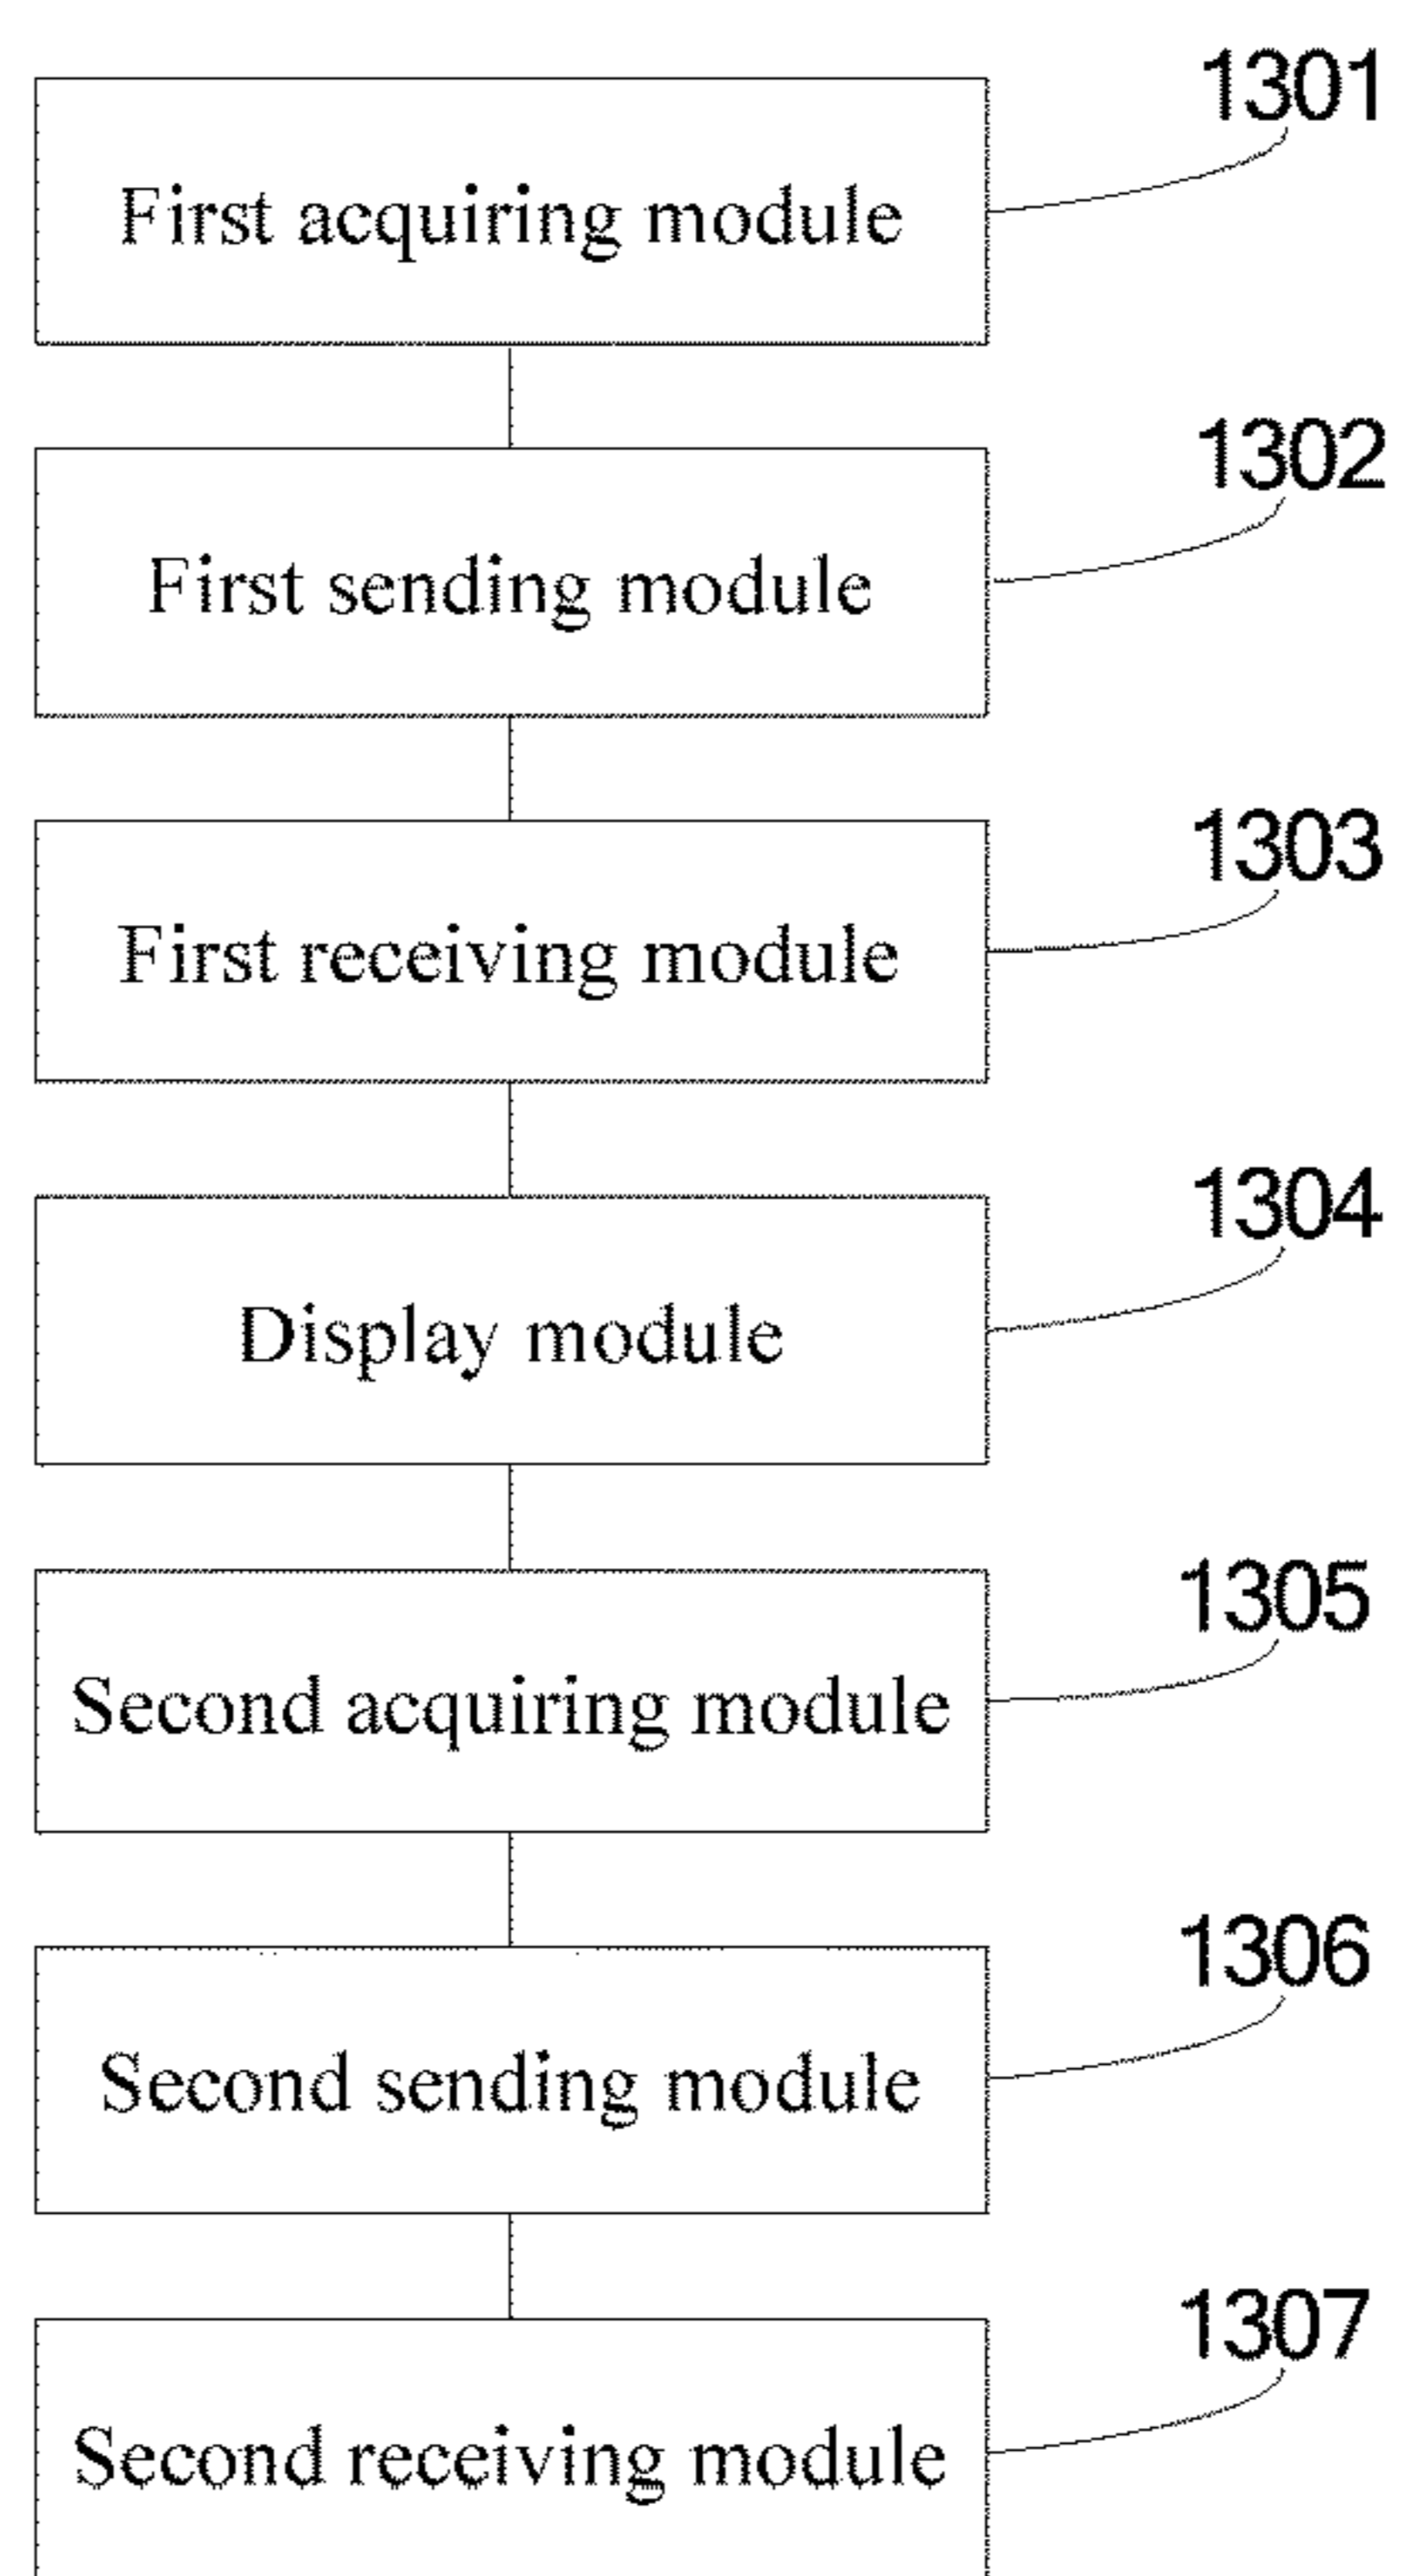 1301
First acquiring module
1302
First sending module
1303
First receiving module
1304
Display module
1305
Second acquiring module
1306
Second sending module
1307
Second receiving module